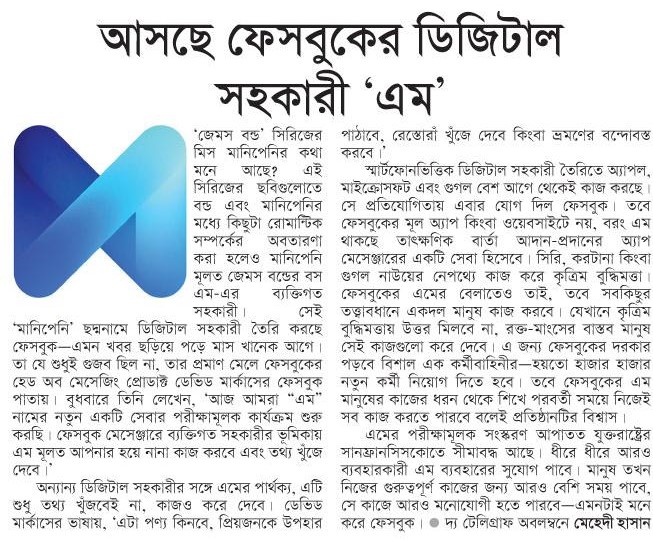 আসছে ফেসবুকের ডিজিটাল
সহকারী ‘এম’
‘জেমস বন্ড’ সিরিজের
মিস মানিপেনির কথা
মনে আছে? এই
সিরিজের ছবিগুলোতে
বন্ড এবং মানিপেনির
মধ্যে কিছুটা রোমান্টিক
সম্পর্কের অবতারণা
করা হলেও মানিপেনি
মূলত জেমস বন্ডের বস
এম-এর ব্যক্তিগত
সহকারী। সেই
‘মানিপেনি’ ছদ্মনামে ডিজিটাল সহকারী তৈরি করছে
ফেসবুক—এমন খবর ছড়িয়ে পড়ে মাস খানেক আগে।
তা যে শুধুই গুজব ছিল না, তার প্রমাণ মেলে ফেসবুকের
হেড অব মেসেজিং প্রোডাক্ট ডেভিড মার্কাসের ফেসবুক
পাতায়। বুধবারে তিনি লেখেন, ‘আজ আমরা “এম”
নামের নতুন একটি সেবার পরীক্ষামূলক কার্যক্রম শুরু
করছি। ফেসবুক মেসেঞ্জারে ব্যক্তিগত সহকারীর ভূমিকায়
এম মূলত আপনার হয়ে নানা কাজ করবে এবং তথ্য খুঁজে
দেবে।’
অন্যান্য ডিজিটাল সহকারীর সঙ্গে এমের পার্থক্য, এটি
শুধু তথ্য খুঁজবেই না, কাজও করে দেবে। ডেভিড
মার্কাসের ভাষায়, ‘এটা পণ্য কিনবে, প্রিয়জনকে উপহার
পাঠাবে, রেস্তোরাঁ খুঁজে দেবে কিংবা ভ্রমণের বন্দোবস্ত
করবে।’
স্মার্টফোনভিত্তিক ডিজিটাল সহকারী তৈরিতে অ্যাপল,
মাইক্রোসফট এবং গুগল বেশ আগে থেকেই কাজ করছে।
সে প্রতিযোগিতায় এবার যোগ দিল ফেসবুক। তবে
ফেসবুকের মূল অ্যাপ কিংবা ওয়েবসাইটে নয়, বরং এম
থাকছে তাৎক্ষণিক বার্তা আদান-প্রদানের অ্যাপ
মেসেঞ্জারের একটি সেবা হিসেবে। সিরি, করটানা কিংবা
গুগল নাউয়ের নেপথ্যে কাজ করে কৃত্রিম বুদ্ধিমত্তা।
ফেসবুকের এমের বেলাতেও তাই, তবে সবকিছুর
তত্ত্বাবধানে একদল মানুষ কাজ করবে। যেখানে কৃত্রিম
বুদ্ধিমত্তায় উত্তর মিলবে না, রক্ত-মাংসের বাস্তব মানুষ
সেই কাজগুলো করে দেবে। এ জন্য ফেসবুকের দরকার
পড়বে বিশাল এক কর্মীবাহিনীর—হয়তো হাজার হাজার
নতুন কর্মী নিয়োগ দিতে হবে। তবে ফেসবুকের এম
মানুষের কাজের ধরন থেকে শিখে পরবর্তী সময়ে নিজেই
সব কাজ করতে পারবে বলেই প্রতিষ্ঠানটির বিশ্বাস।
এমের পরীক্ষামূলক সংস্করণ আপাতত যুক্তরাষ্ট্রের
সানফ্রানসিসকোতে সীমাবদ্ধ আছে। ধীরে ধীরে আরও
ব্যবহারকারী এম ব্যবহারের সুযোগ পাবে। মানুষ তখন
নিজের গুরুত্বপূর্ণ কাজের জন্য আরও বেশি সময় পাবে,
সে কাজে আরও মনোযোগী হতে পারবে—এমনটাই মনে
করে ফেসবুক। ● দ্য টেলিগ্রাফ অবলম্বনে মেহেদী হাসান